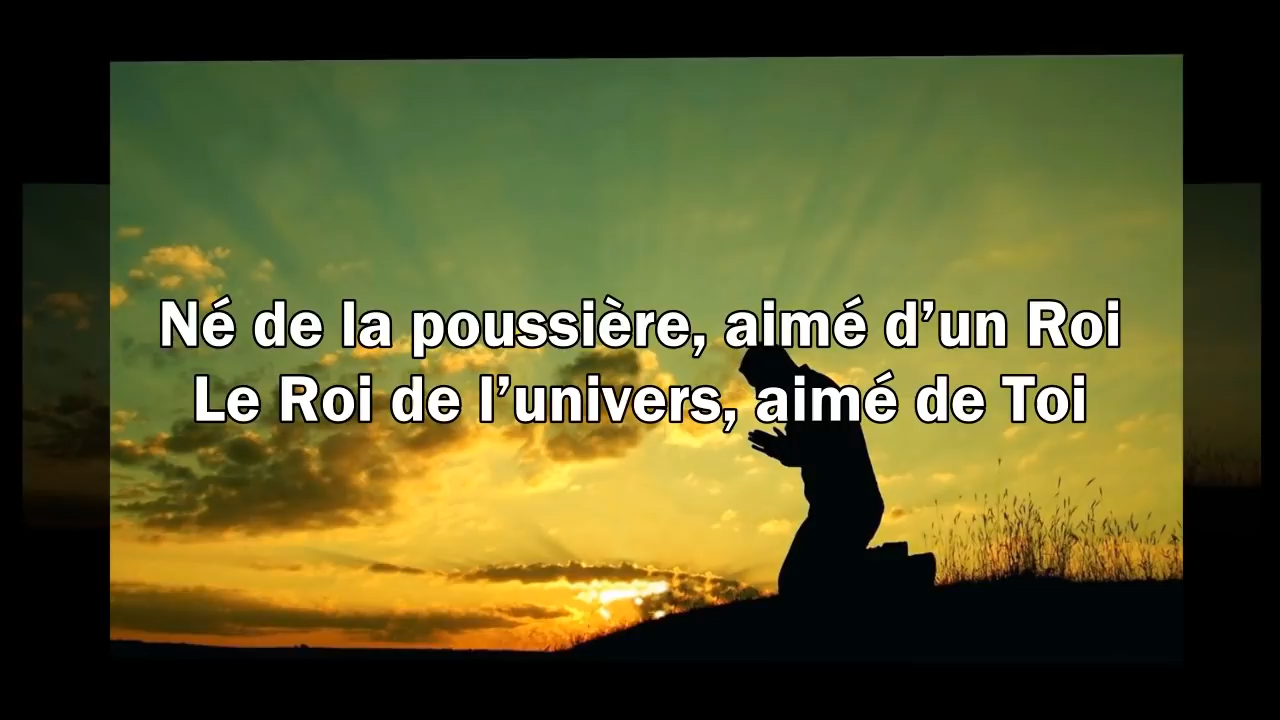 Né de la poussière, aimé d’un Roi
Le Roi de l’univers, aimé de Toi